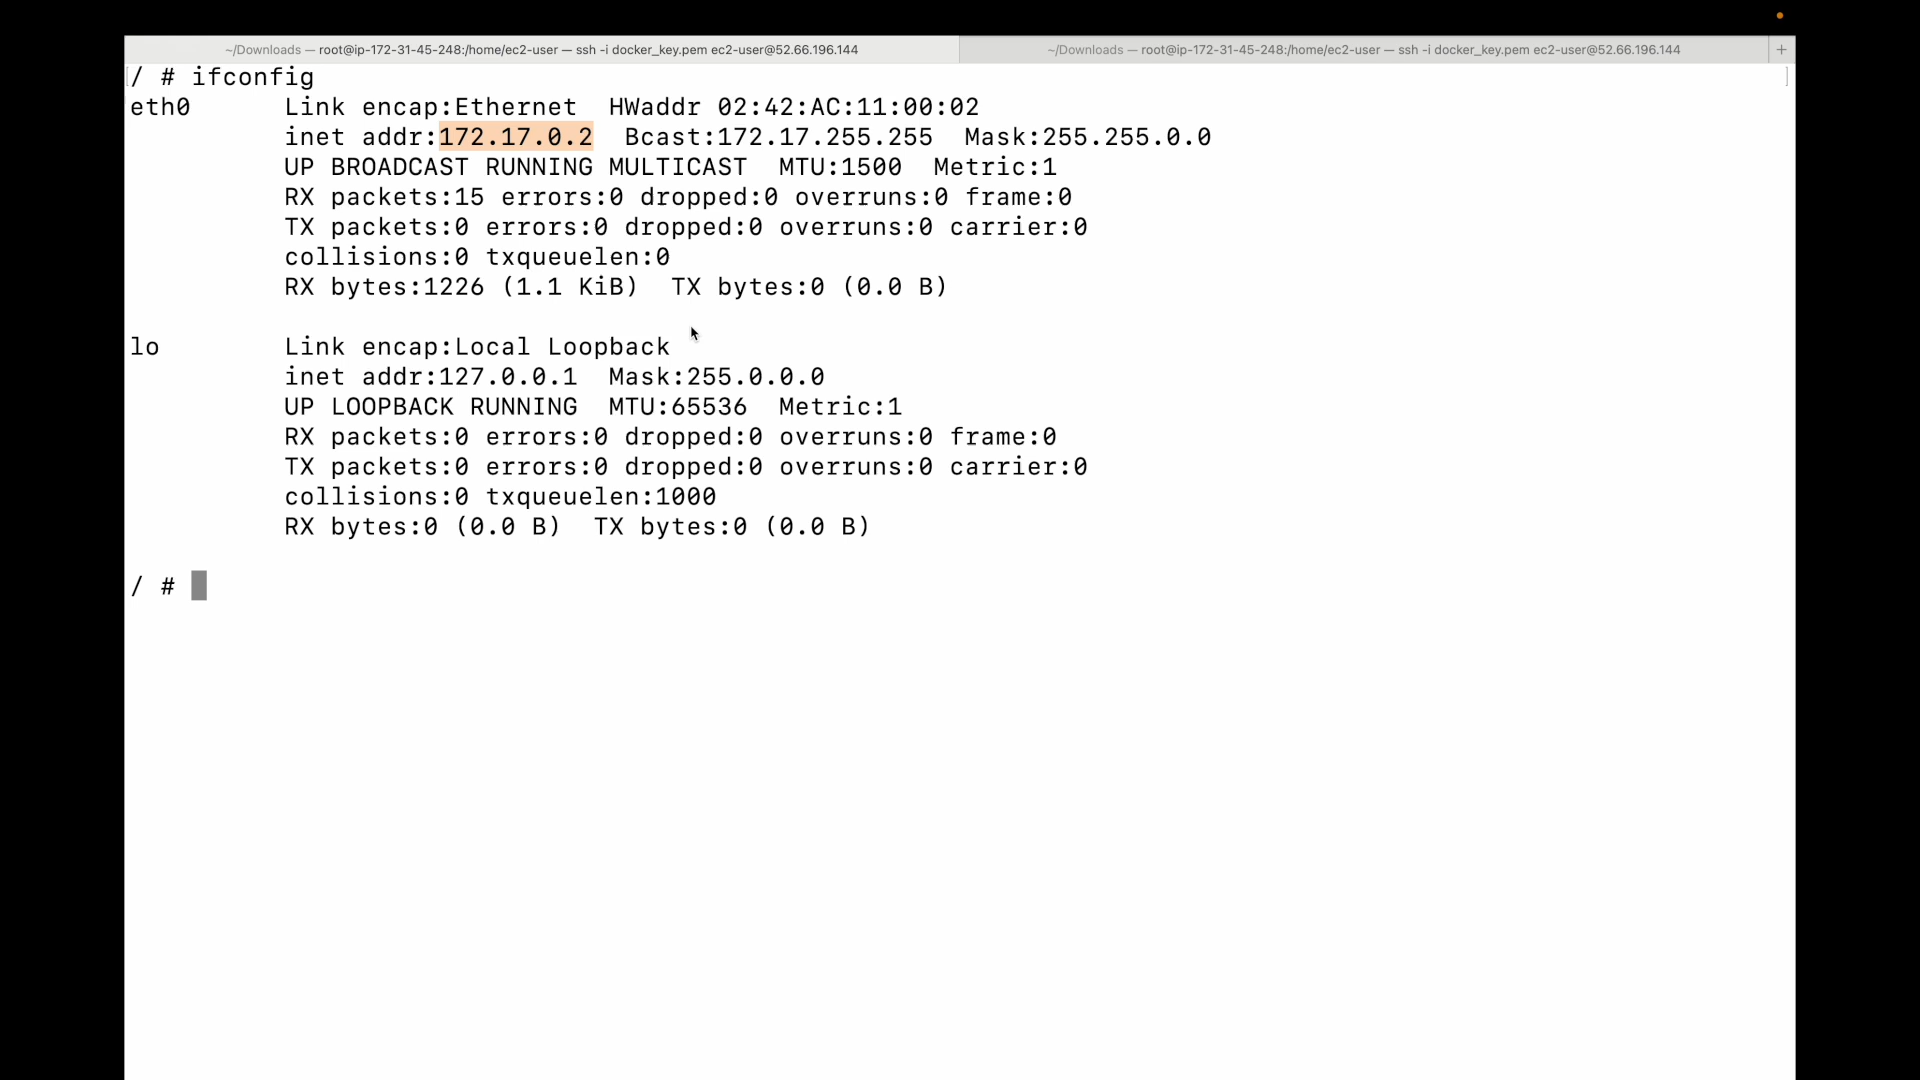 ~/Downloads — root@ip-172-31-45-248:/home/ec2-user — ssh -i docker_key.pem ec2-user@52.66.196.144
~/Downloads — root@ip-172-31-45-248:/home/ec2-user — ssh -i docker_key.pem ec2-user@52.66.196.144 +
/ # ifconfig
eth0      Link encap:Ethernet  HWaddr 02:42:AC:11:00:02
          inet addr:172.17.0.2  Bcast:172.17.255.255  Mask:255.255.0.0
          UP BROADCAST RUNNING MULTICAST  MTU:1500  Metric:1
          RX packets:15 errors:0 dropped:0 overruns:0 frame:0
          TX packets:0 errors:0 dropped:0 overruns:0 carrier:0
          collisions:0 txqueuelen:0
          RX bytes:1226 (1.1 KiB)  TX bytes:0 (0.0 B)

lo        Link encap:Local Loopback
          inet addr:127.0.0.1  Mask:255.0.0.0
          UP LOOPBACK RUNNING  MTU:65536  Metric:1
          RX packets:0 errors:0 dropped:0 overruns:0 frame:0
          TX packets:0 errors:0 dropped:0 overruns:0 carrier:0
          collisions:0 txqueuelen:1000
          RX bytes:0 (0.0 B)  TX bytes:0 (0.0 B)

/ #